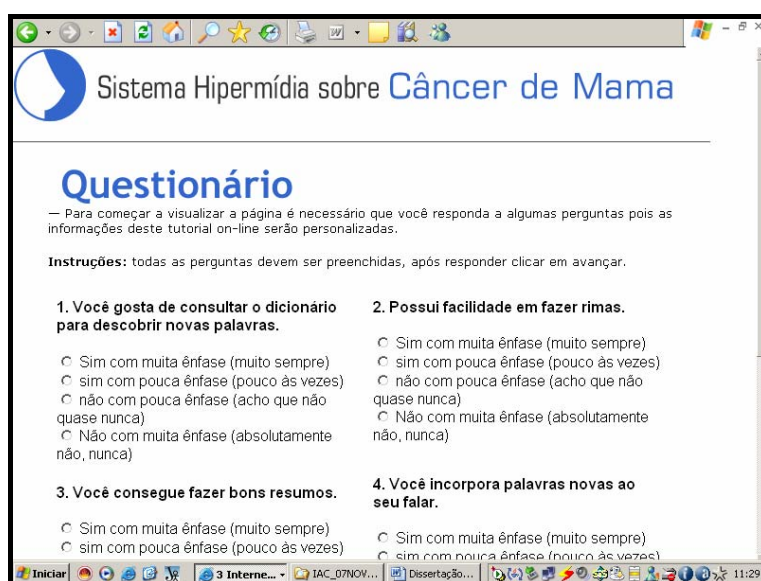 Sistema Hipermídia sobre Câncer de Mama
Questionário
— Para começar a visualizar a página é necessário que você responda a algumas perguntas pois as
informações deste tutorial on-line serão personalizadas.
Instruções: todas as perguntas devem ser preenchidas, após responder clicar em avançar.
1. Você gosta de consultar o dicionário
para descobrir novas palavras.
Sim com muita ênfase (muito sempre)
sim com pouca ênfase (pouco às vezes)
não com pouca ênfase (acho que não
quase nunca)
Não com muita ênfase (absolutamente
não, nunca)
2. Possui facilidade em fazer rimas.
Sim com muita ênfase (muito sempre)
sim com pouca ênfase (pouco às vezes)
não com pouca ênfase (acho que não
quase nunca)
Não com muita ênfase (absolutamente
não, nunca)
3. Você consegue fazer bons resumos.
Sim com muita ênfase (muito sempre)
sim com pouca ênfase (pouco às vezes)
4. Você incorpora palavras novas ao
seu falar.
Sim com muita ênfase (muito sempre)
sim com pouca ênfase (pouco às vezes)
Iniciar
3 Interne...
IAC_07NOV...
Dissertação...
11:29